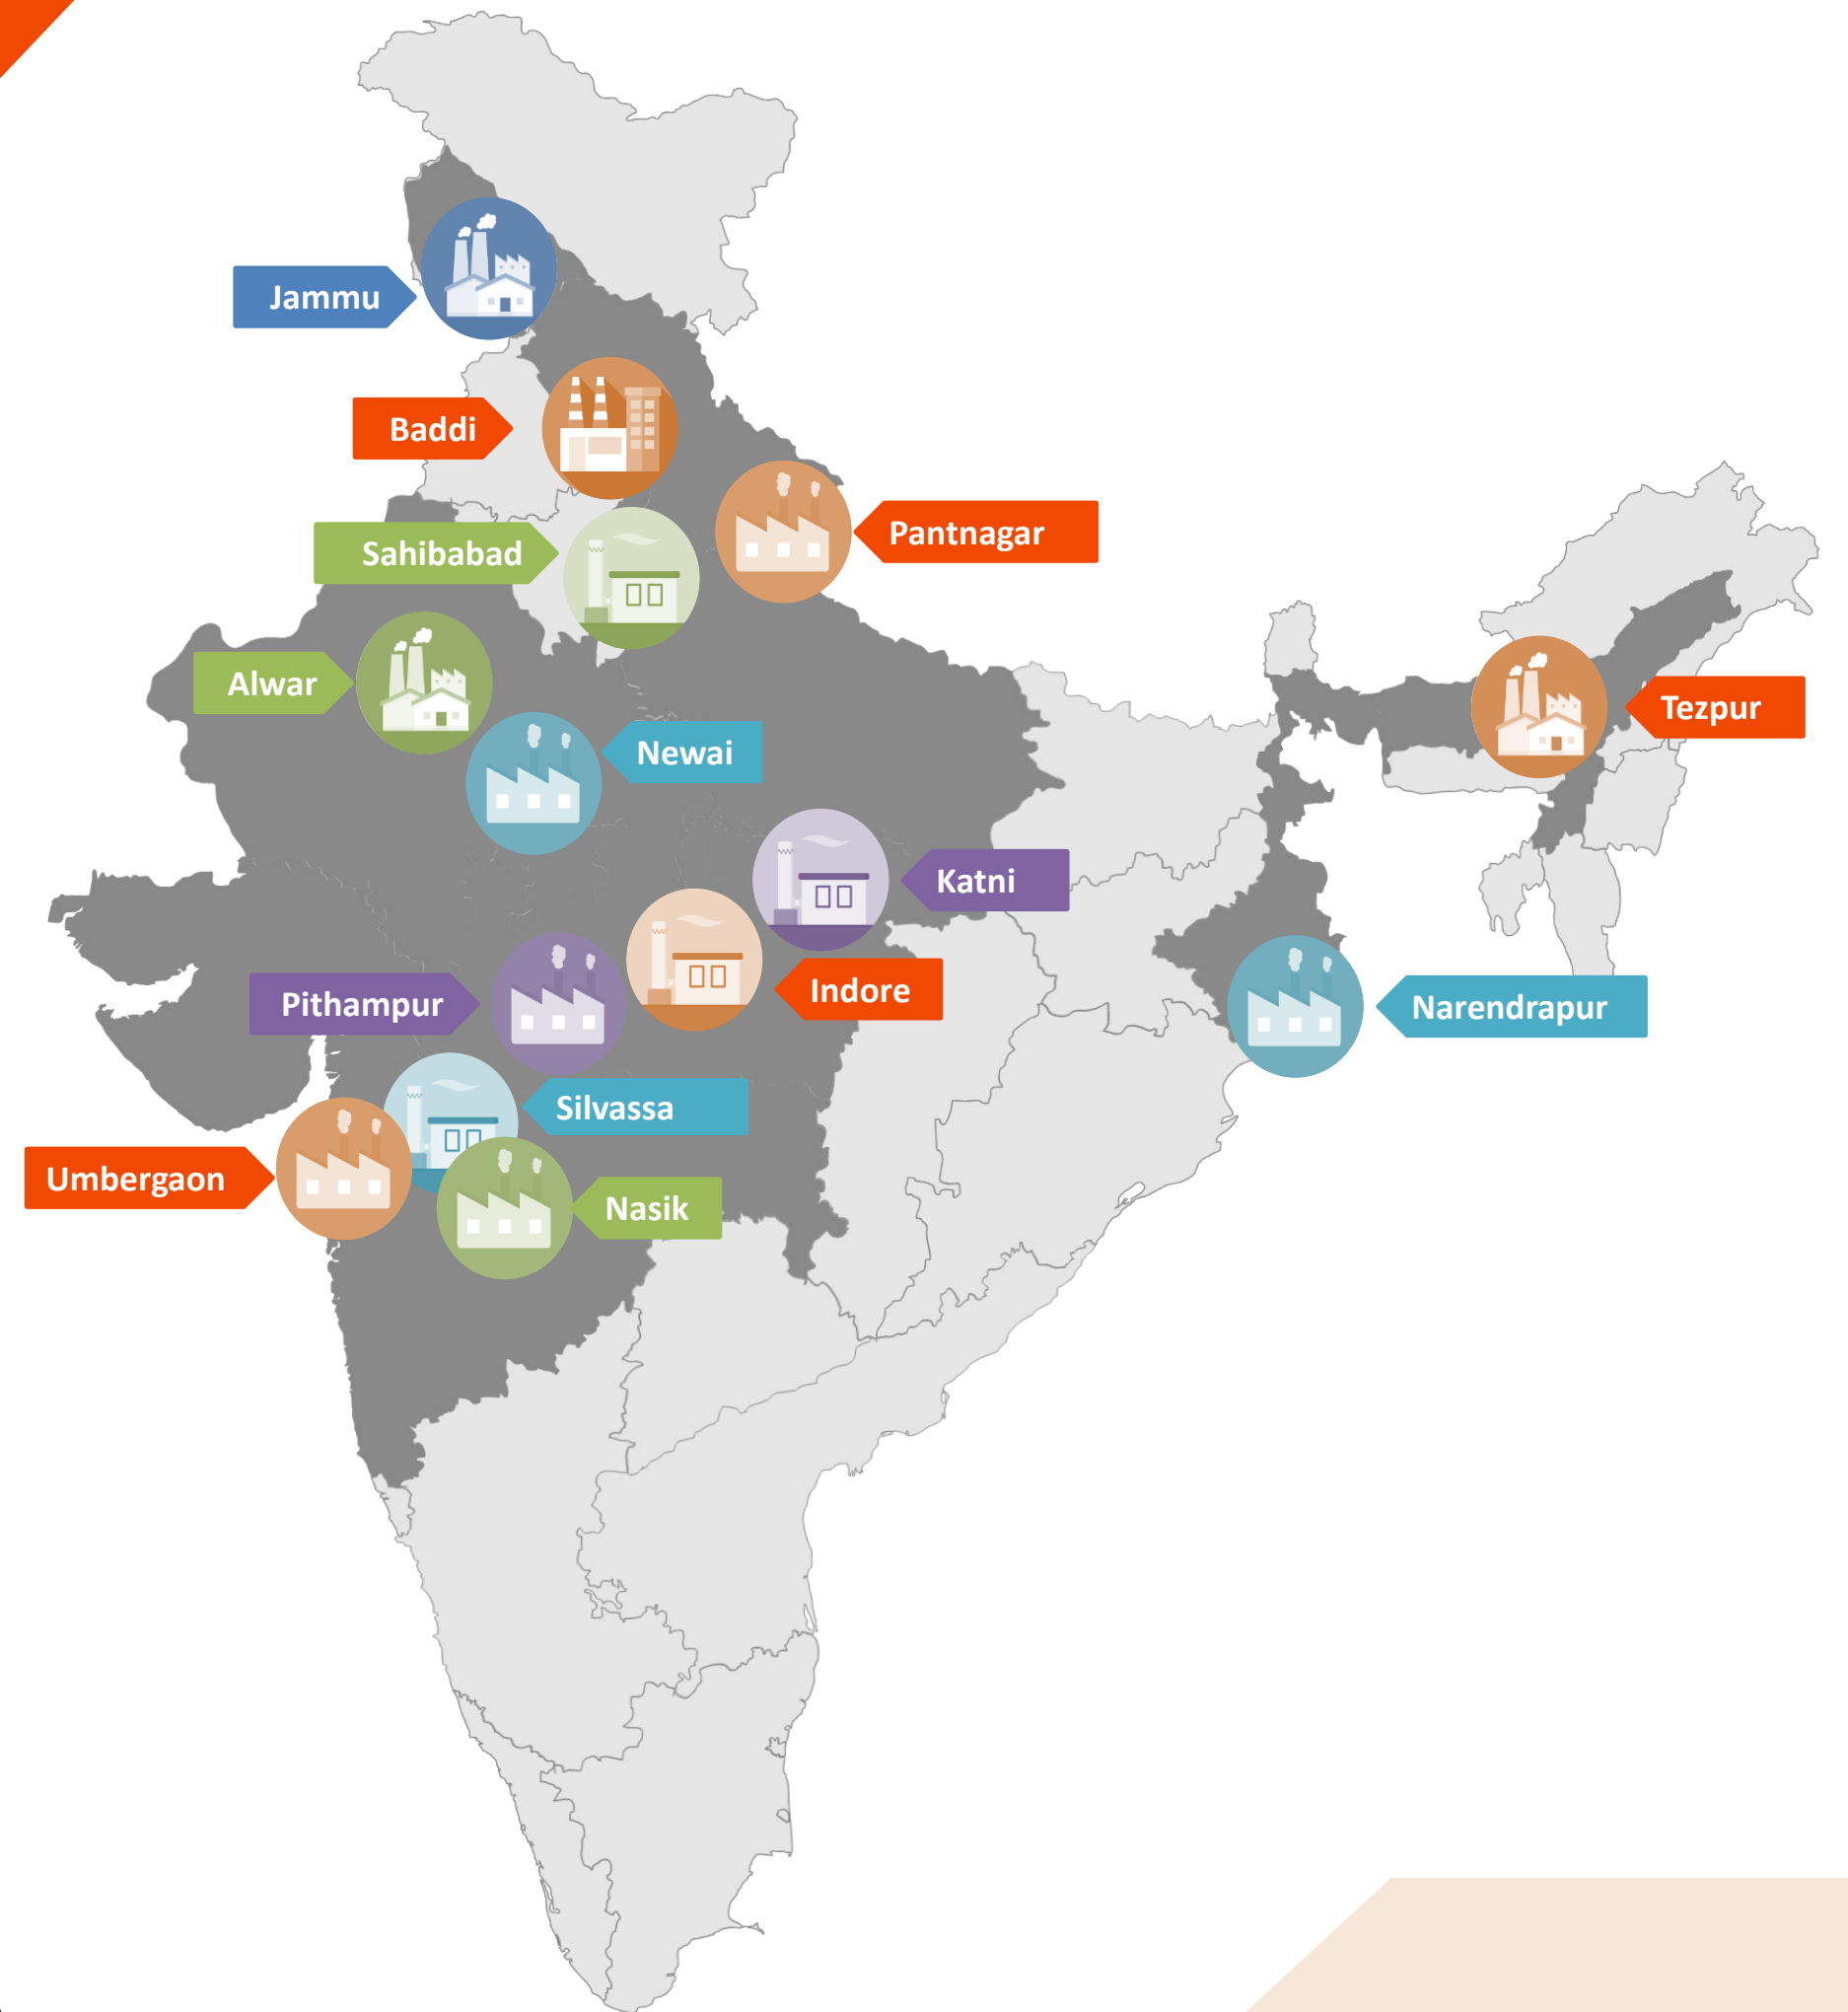 Jammu
Baddi
Pantnagar
Sahibabad
Alwar
Tezpur
Newai
Katni
Indore
Pithampur
Narendrapur
Silvassa
Umbergaon
Nasik